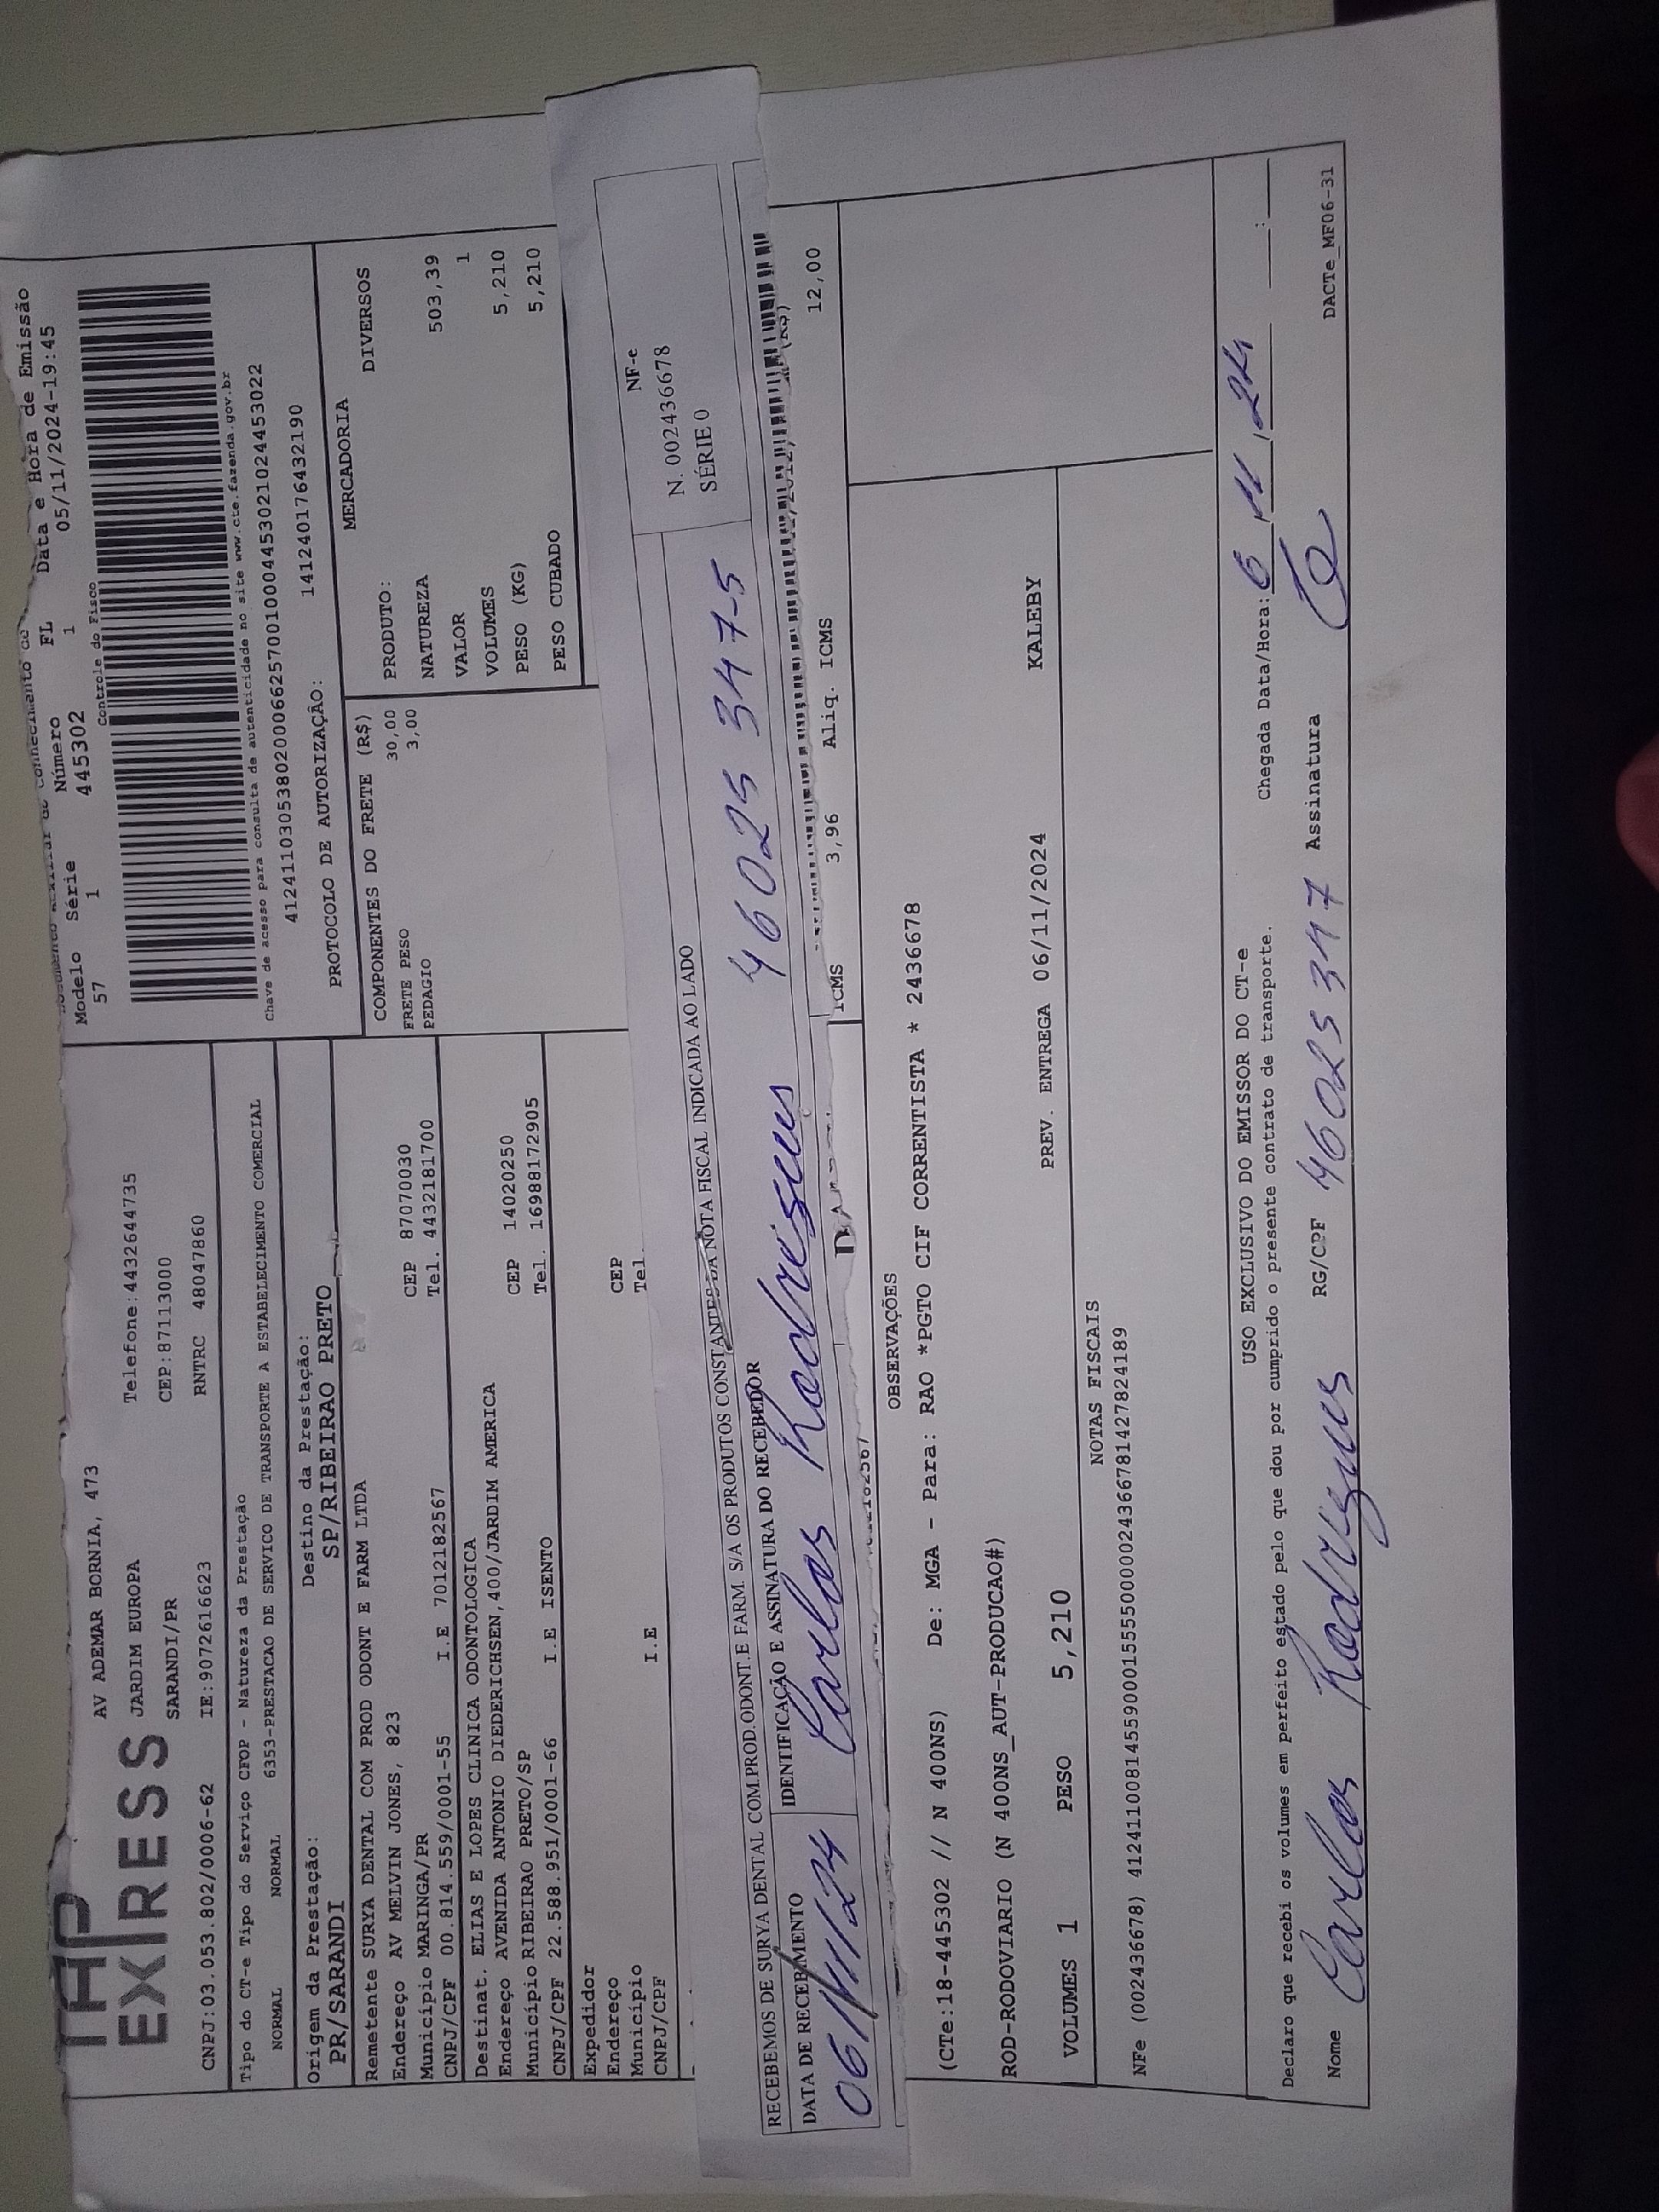 THP
EXPRESS
AV ADEMAR BORNIA, 473
JARDIM EUROPA Telefone:4432644735
SARANDI/PR CEP:87113000
CNPJ:03.053.802/0006-62 IE:9072616623 RNTRC 48047860
Modelo Série Número FL Data e Hora de Emissão
57 1 445302 1 05/11/2024-19:45
Controle do Fisco
Chave de acesso para consulta de autenticidade no site www.cte.fazenda.gov.br
41241103053802000662570010004453021024453022
PROTOCOLO DE AUTORIZAÇÃO: 141240176432190
Tipo do CT-e Tipo do Serviço CFOP - Natureza da Prestação
NORMAL NORMAL 6353-PRESTACAO DE SERVICO DE TRANSPORTE A ESTABELECIMENTO COMERCIAL
Origem da Prestação: Destino da Prestação:
PR/SARANDI SP/RIBEIRAO PRETO
Remetente SURYA DENTAL COM PROD ODONT E FARM LTDA
Endereço AV MELVIN JONES, 823
Município MARINGA/PR CEP 87070030
CNPJ/CPF 00.814.559/0001-55 I.E 7012182567 Tel. 4432181700
Destinat. ELIAS E LOPES CLINICA ODONTOLOGICA
Endereço AVENIDA ANTONIO DIEDERICHSEN,400/JARDIM AMERICA
Município RIBEIRAO PRETO/SP CEP 14020250
CNPJ/CPF 22.588.951/0001-66 I.E ISENTO Tel. 16988172905
Expedidor
Endereço
Município CEP
CNPJ/CPF I.E Tel.
COMPONENTES DO FRETE (R$)
FRETE PESO 30,00
PEDAGIO 3,00
MERCADORIA
PRODUTO: DIVERSOS
NATUREZA
VALOR 503,39
VOLUMES 1
PESO (KG) 5,210
PESO CUBADO 5,210
RECEBEMOS DE SURYA DENTAL COM.PROD.ODONT.E FARM. S/A OS PRODUTOS CONSTANTES DA NOTA FISCAL INDICADA AO LADO
DATA DE RECEBIMENTO IDENTIFICAÇÃO E ASSINATURA DO RECEBEDOR
06/11/24 Carlos Rodrigues 46025 347-5
NF-e
N. 002436678
SÉRIE 0
ICMS 3,96 Aliq. ICMS 12,00
OBSERVAÇÕES
(CTe:18-445302 // N 400NS) De: MGA - Para: RAO *PGTO CIF CORRENTISTA * 2436678
ROD-RODOVIARIO (N 400NS_AUT-PRODUCAO#)
VOLUMES 1 PESO 5,210 PREV. ENTREGA 06/11/2024 KALEBY
NOTAS FISCAIS
NFe (002436678) 41241100814559000155550000024366781427824189
USO EXCLUSIVO DO EMISSOR DO CT-e
Declaro que recebi os volumes em perfeito estado pelo que dou por cumprido o presente contrato de transporte. Chegada Data/Hora: 6 11 24
Nome Carlos Rodrigues RG/CPF 46025 347 Assinatura
DACTe_MF06-31